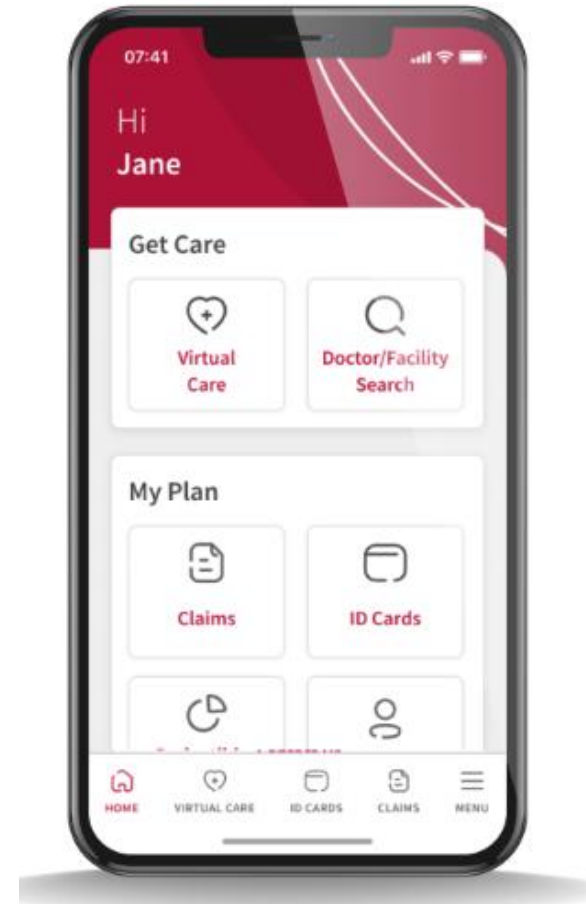 07:41
Hi
Jane
Get Care
Virtual
Care
Doctor/Facility
Search
My Plan
Claims
ID Cards
HOME
VIRTUAL CARE
ID CARDS
CLAIMS
MENU